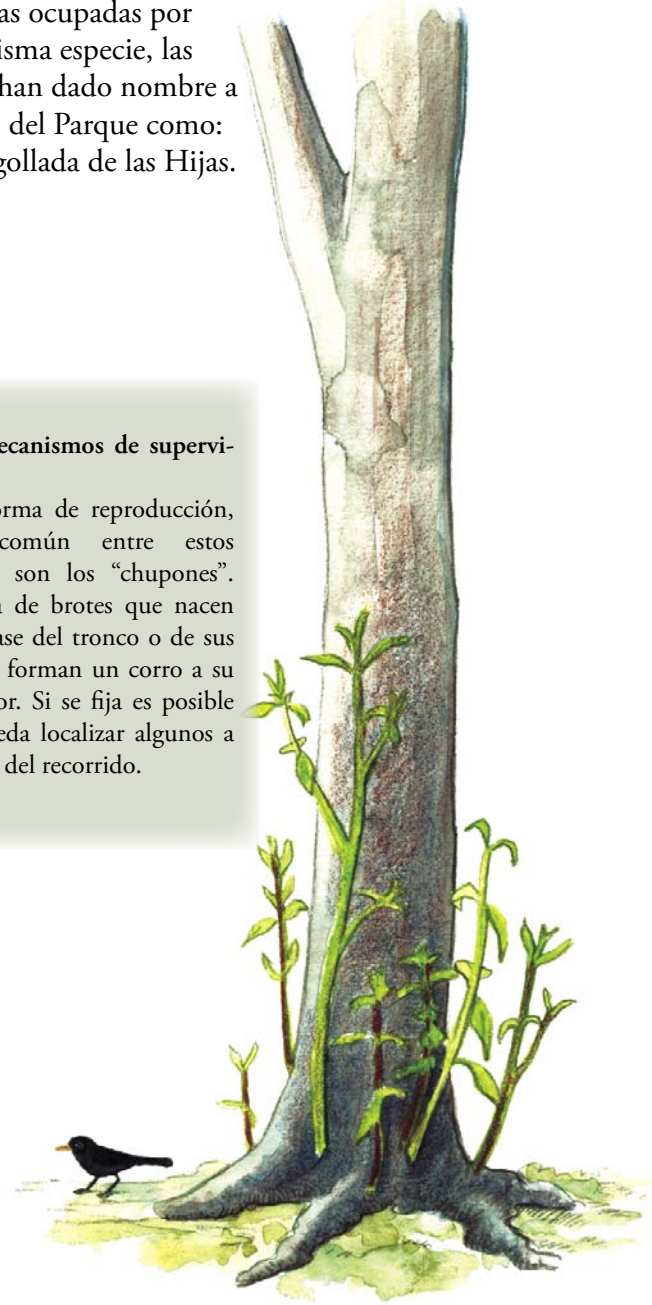 as ocupadas por
isma especie, las
han dado nombre a
del Parque como:
gollada de las Hijas.
ecanismos de supervi-
orma de reproducción,
común entre estos
son los “chupones”.
a de brotes que nacen
ase del tronco o de sus
forman un corro a su
or. Si se fija es posible
eda localizar algunos a
del recorrido.